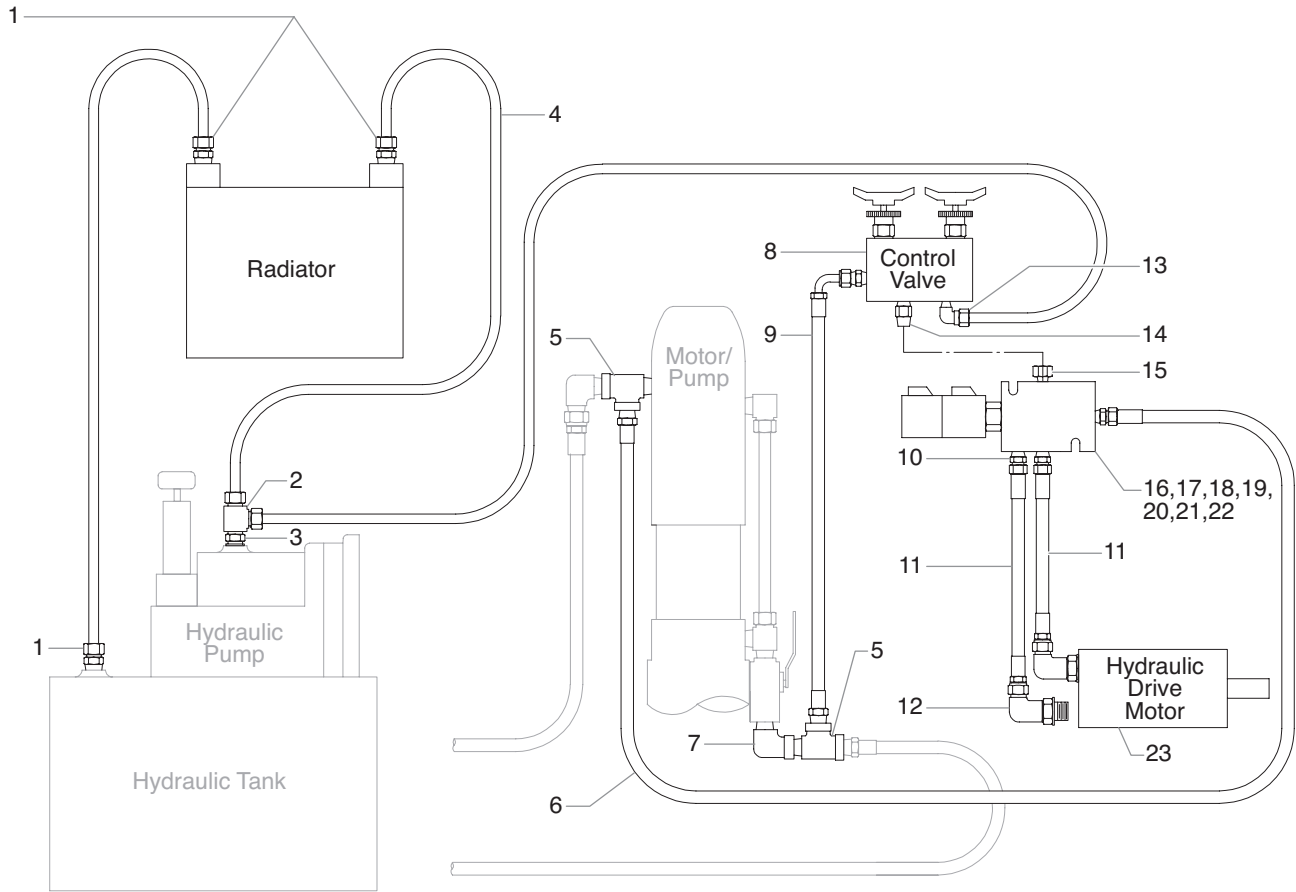 1
4
Radiator
8
Control
Valve
13
5
Motor/
Pump
9
14
15
10
2
16,17,18,19,
20,21,22
3
11
11
Hydraulic
Pump
1
5
Hydraulic
Drive
Motor
12
7
23
Hydraulic Tank
6